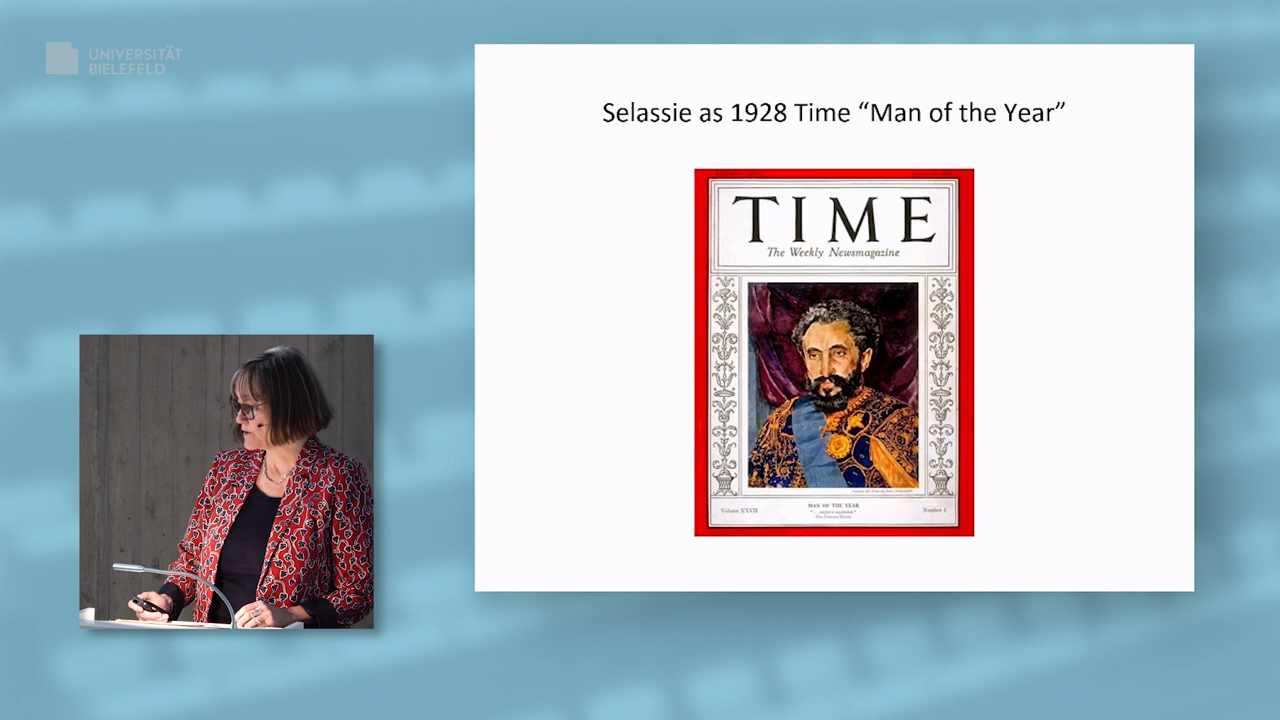 UNIVERSITÄT
BIELEFELD
Selassie as 1928 Time “Man of the Year”
TIME
The Weekly Newsmagazine
Volume XXVII
MAN OF THE YEAR
Number 1